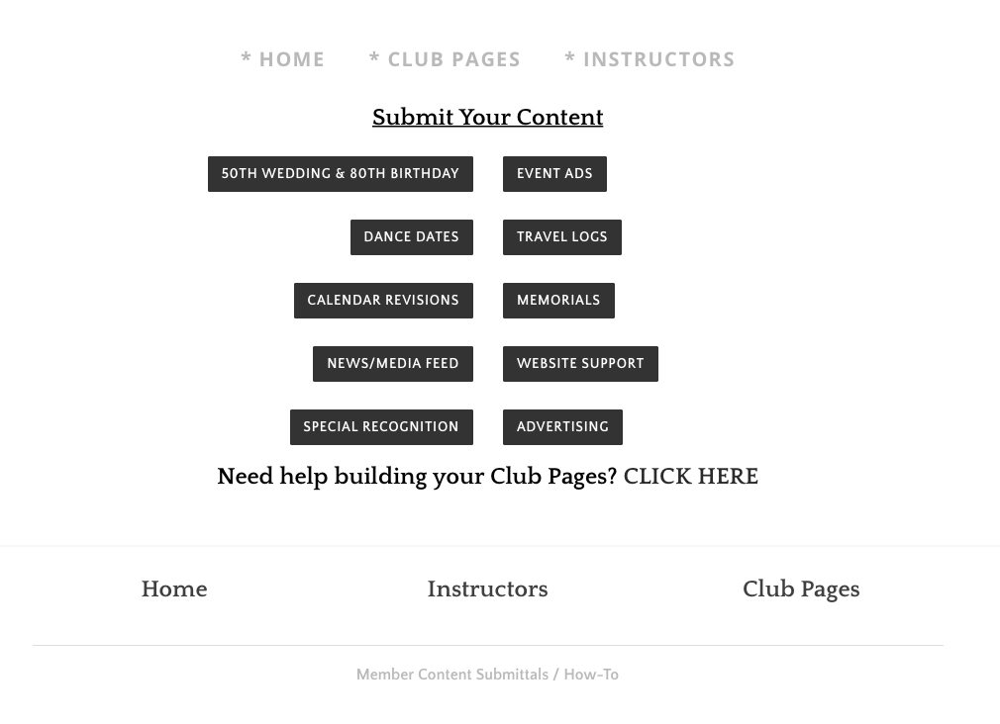 * HOME * CLUB PAGES * INSTRUCTORS
Submit Your Content
50TH WEDDING & 80TH BIRTHDAY EVENT ADS
DANCE DATES TRAVEL LOGS
CALENDAR REVISIONS MEMORIALS
NEWS/MEDIA FEED WEBSITE SUPPORT
SPECIAL RECOGNITION ADVERTISING
Need help building your Club Pages? CLICK HERE
Home Instructors Club Pages
Member Content Submittals / How-To